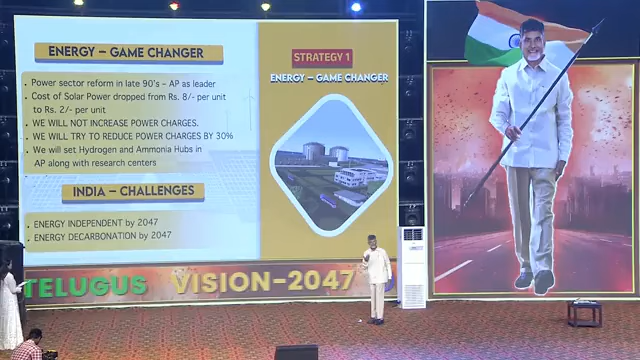 ENERGY – GAME CHANGER
• Power sector reform in late 90's – AP as leader
• Cost of Solar Power dropped from Rs. 8/- per unit
to Rs. 2/- per unit
• WE WILL NOT INCREASE POWER CHARGES.
• WE WILL TRY TO REDUCE POWER CHARGES BY 30%
• We will set Hydrogen and Ammonia Hubs in
AP along with research centers
INDIA – CHALLENGES
• ENERGY INDEPENDENT by 2047
• ENERGY DECARBONATION by 2047
STRATEGY 1
ENERGY – GAME CHANGER
TELUGUS VISION-2047